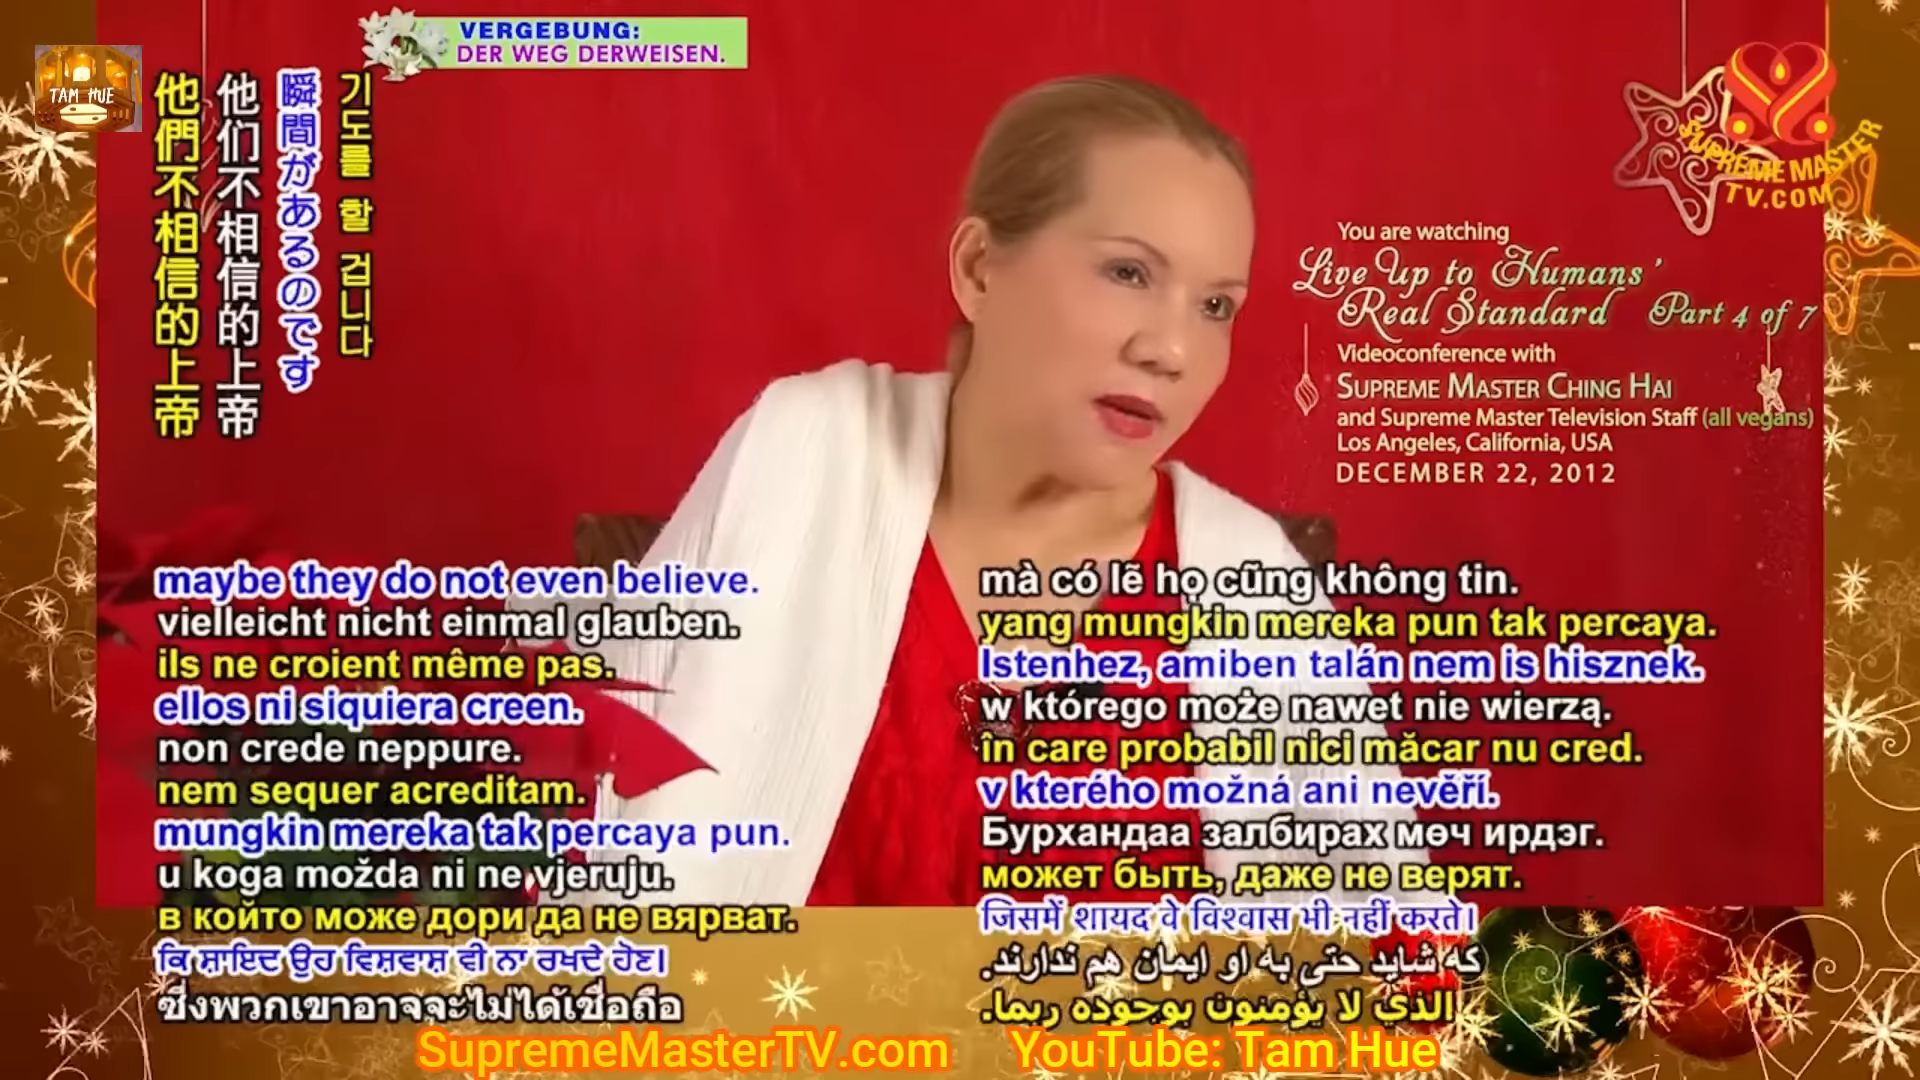 VERGEBUNG:
DER WEG DERWEISEN.
TAM HUE
他們不相信的上帝
他们不相信的上帝
瞬間があるのです
기도를 할 겁니다
SUPREME MASTER
TV.COM
You are watching
Live Up to Humans'
Real Standard Part 4 of 7
Videoconference with
SUPREME MASTER CHING HAI
and Supreme Master Television Staff (all vegans)
Los Angeles, California, USA
DECEMBER 22, 2012
maybe they do not even believe.
vielleicht nicht einmal glauben.
ils ne croient même pas.
ellos ni siquiera creen.
non crede neppure.
nem sequer acreditam.
mungkin mereka tak percaya pun.
u koga možda ni ne vjeruju.
в който може дори да не вярват.
ਕਿ ਸ਼ਾਇਦ ਉਹ ਵਿਸ਼ਵਾਸ਼ ਵੀ ਨਾ ਰਖਦੇ ਹੋਣ।
ซึ่งพวกเขาอาจจะไม่ได้เชื่อถือ
mà có lẽ họ cũng không tin.
yang mungkin mereka pun tak percaya.
Istenhez, amiben talán nem is hisznek.
w którego może nawet nie wierzą.
în care probabil nici măcar nu cred.
v kterého možná ani nevěří.
Бурхандаа залбирах мөч ирдэг.
может быть, даже не верят.
जिसमें शायद वे विश्वास भी नहीं करते।
که شاید حتی به او ایمان هم ندارند.
الذي لا يؤمنون بوجوده ربما.
SupremeMasterTV.com YouTube: Tam Hue